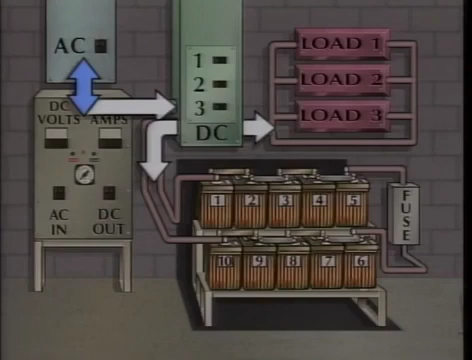 AC
DC
VOLTS AMPS
AC
IN
DC
OUT
1
2
3
DC
LOAD 1
LOAD 2
LOAD 3
1 2 3 4 5
10 9 8 7 6
FUSE